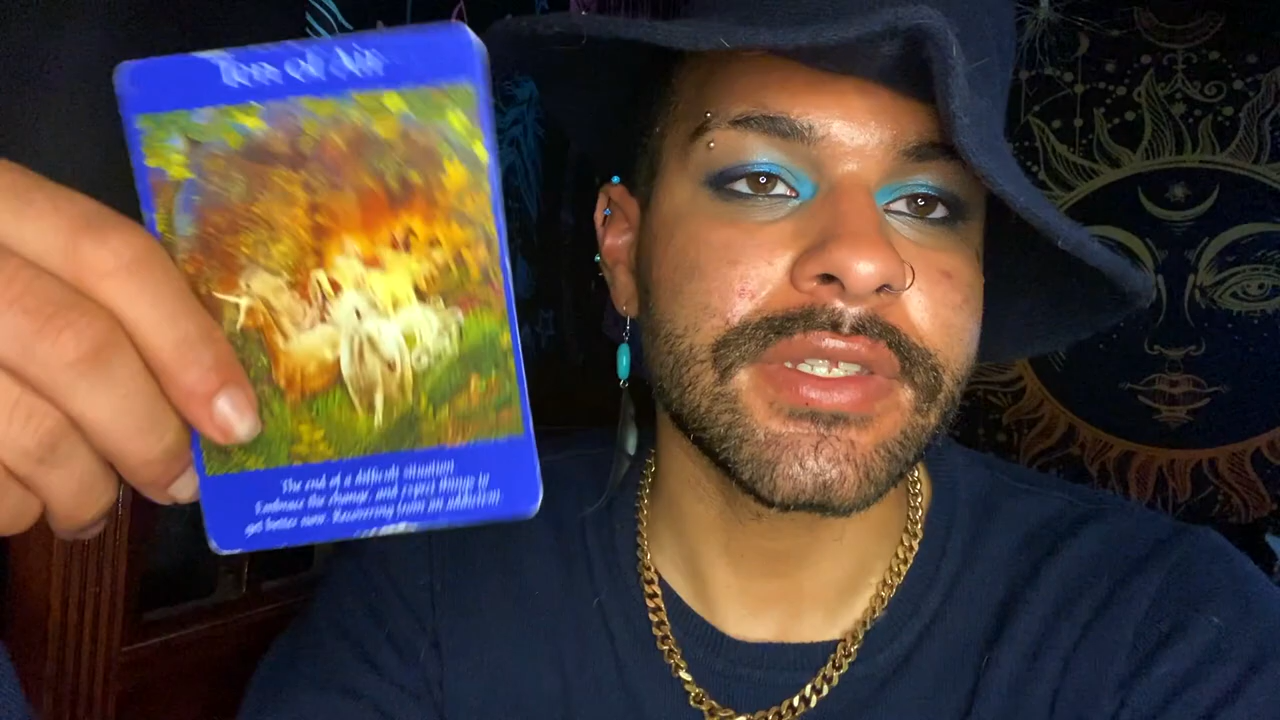 Ten of Air
The end of a difficult situation.
Embrace the change, and expect things to
get better now. Recovering from an addiction.